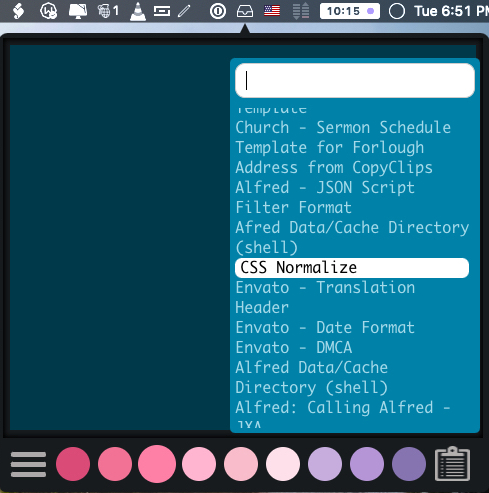 1
10:15
Tue 6:51 P
Template
Church - Sermon Schedule
Template for Forlough
Address from CopyClips
Alfred - JSON Script
Filter Format
Afred Data/Cache Directory
(shell)
CSS Normalize
Envato - Translation
Header
Envato - Date Format
Envato - DMCA
Alfred Data/Cache
Directory (shell)
Alfred: Calling Alfred -
JXA